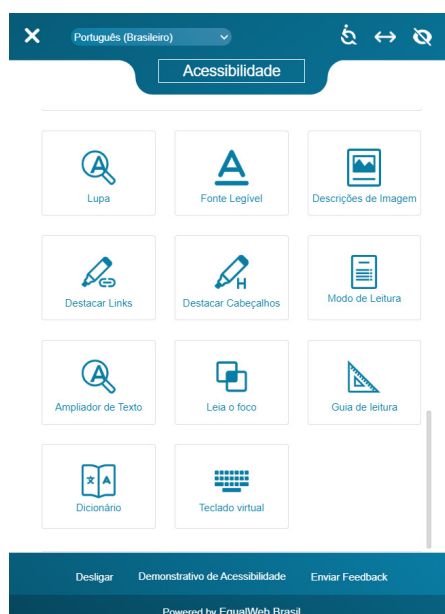 Português (Brasileiro)
Acessibilidade
Lupa
Fonte Legível
Descrições de Imagem
Destacar Links
Destacar Cabeçalhos
Modo de Leitura
Ampliador de Texto
Leia o foco
Guia de leitura
Dicionário
Teclado virtual
Desligar Demonstrativo de Acessibilidade Enviar Feedback
Powered by EqualWeb Brasil